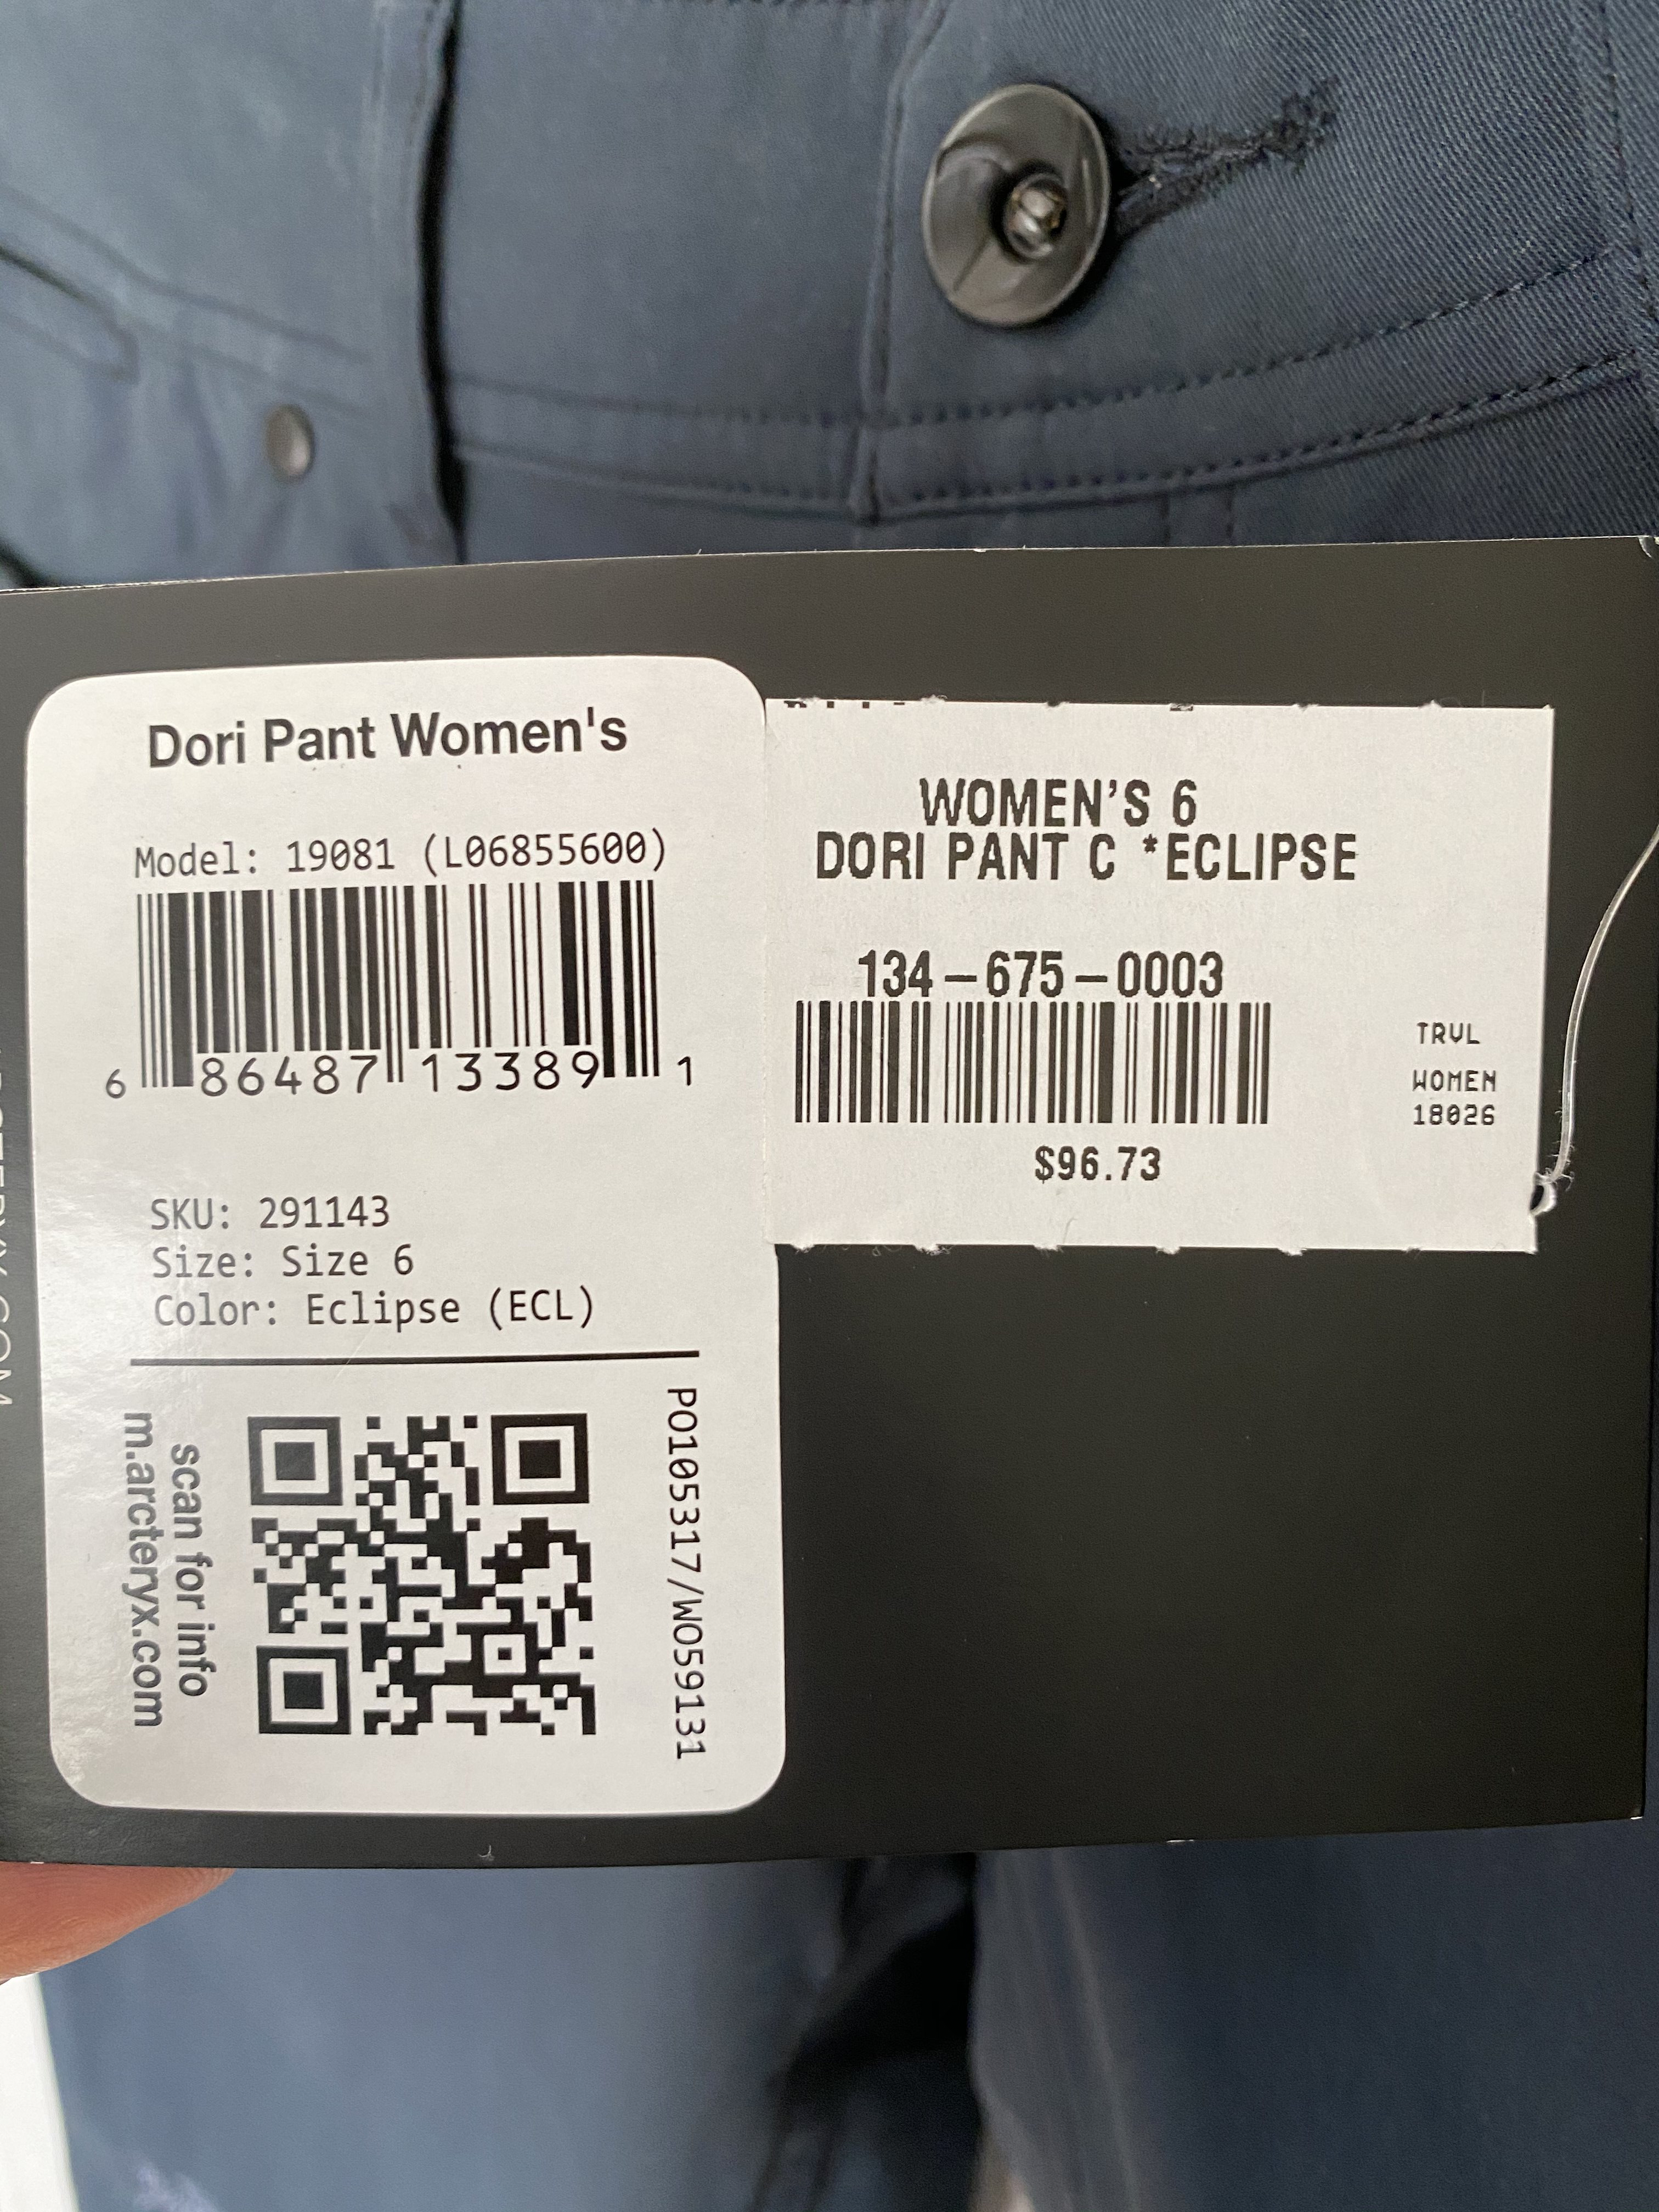 Dori Pant Women's
Model: 19081 (L06855600)
6 86487 13389 1
SKU: 291143
Size: Size 6
Color: Eclipse (ECL)
scan for info
m.arcteryx.com
PO105317/WO59131
WOMEN'S 6
DORI PANT C *ECLIPSE
134-675-0003
TRVL
WOMEN
18026
$96.73